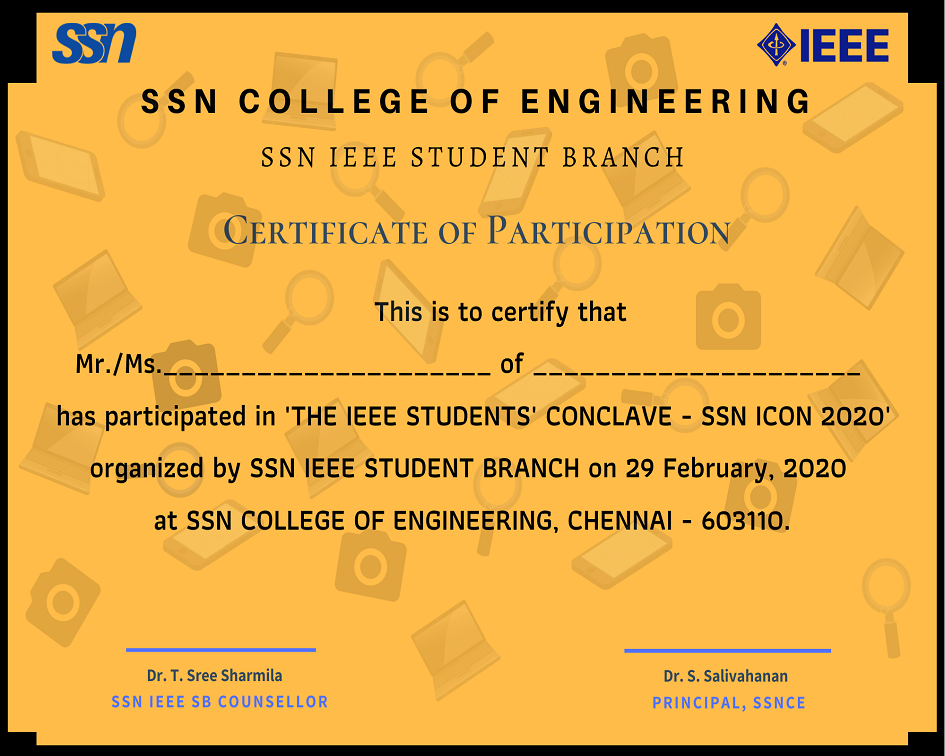 ssn
IEEE
SSN COLLEGE OF ENGINEERING
SSN IEEE STUDENT BRANCH
CERTIFICATE OF PARTICIPATION
This is to certify that
Mr./Ms.______________________ of ______________________
has participated in 'THE IEEE STUDENTS' CONCLAVE - SSN ICON 2020'
organized by SSN IEEE STUDENT BRANCH on 29 February, 2020
at SSN COLLEGE OF ENGINEERING, CHENNAI - 603110.
Dr. T. Sree Sharmila
SSN IEEE SB COUNSELLOR
Dr. S. Salivahanan
PRINCIPAL, SSNCE